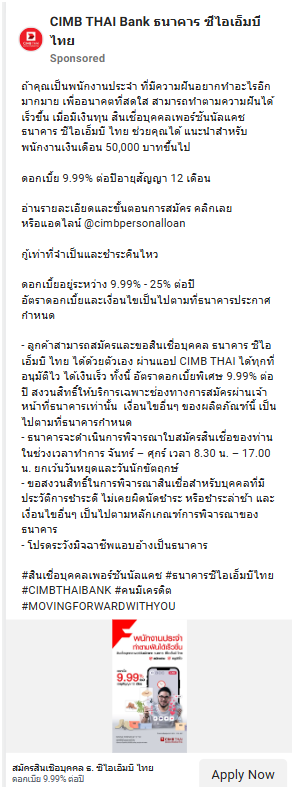 CIMB THAI Bank ธนาคาร ซีไอเอ็มบี
ไทย
Sponsored
ถ้าคุณเป็นพนักงานประจำ ที่มีความฝันอยากทำอะไรอีก
มากมาย เพื่ออนาคตที่สดใส สามารถทำตามความฝันได้
เร็วขึ้น เมื่อมีเงินทุน สินเชื่อบุคคลเพอร์ซันนัลแคช
ธนาคาร ซีไอเอ็มบี ไทย ช่วยคุณได้ แนะนำสำหรับ
พนักงานเงินเดือน 50,000 บาทขึ้นไป
ดอกเบี้ย 9.99% ต่อปีอายุสัญญา 12 เดือน
อ่านรายละเอียดและขั้นตอนการสมัคร คลิกเลย
หรือแอดไลน์ @cimbpersonalloan
กู้เท่าที่จำเป็นและชำระคืนไหว
ดอกเบี้ยอยู่ระหว่าง 9.99% - 25% ต่อปี
อัตราดอกเบี้ยและเงื่อนไขเป็นไปตามที่ธนาคารประกาศ
กำหนด
- ลูกค้าสามารถสมัครและขอสินเชื่อบุคคล ธนาคาร ซีไอ
เอ็มบี ไทย ได้ด้วยตัวเอง ผ่านแอป CIMB THAI ได้ทุกที่
อนุมัติไว ได้เงินเร็ว ทั้งนี้ อัตราดอกเบี้ยพิเศษ 9.99% ต่อ
ปี สงวนสิทธิ์ให้บริการเฉพาะช่องทางการสมัครผ่านเจ้า
หน้าที่ธนาคารเท่านั้น เงื่อนไขอื่นๆ ของผลิตภัณฑ์นี้ เป็น
ไปตามที่ธนาคารกำหนด
- ธนาคารจะดำเนินการพิจารณาใบสมัครสินเชื่อของท่าน
ในช่วงเวลาทำการ จันทร์ – ศุกร์ เวลา 8.30 น. – 17.00
น. ยกเว้นวันหยุดและวันนักขัตฤกษ์
- ขอสงวนสิทธิ์ในการพิจารณาสินเชื่อสำหรับบุคคลที่มี
ประวัติการชำระดี ไม่เคยผิดนัดชำระ หรือชำระล่าช้า และ
เงื่อนไขอื่นๆ เป็นไปตามหลักเกณฑ์การพิจารณาของ
ธนาคาร
- โปรดระวังมิจฉาชีพแอบอ้างเป็นธนาคาร
#สินเชื่อบุคคลเพอร์ซันนัลแคช #ธนาคารซีไอเอ็มบีไทย
#CIMBTHAIBANK #คนมีเครดิต
#MOVINGFORWARDWITHYOU
พนักงานประจำ
ทำตามฝันได้เร็วขึ้น
9.99%
สมัครสินเชื่อบุคคล ธ. ซีไอเอ็มบี ไทย
ดอกเบี้ย 9.99% ต่อปี
Apply Now